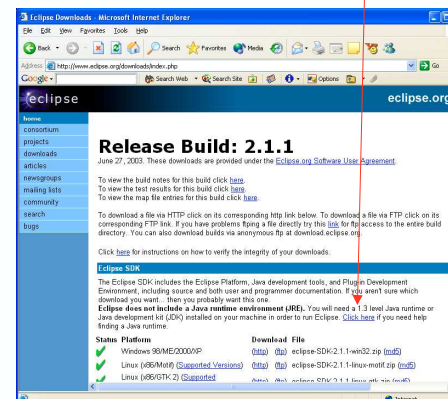 Eclipse Downloads - Microsoft Internet Explorer
File Edit View Favorites Tools Help
Back Search Favorites Media
Address http://www.eclipse.org/downloads/index.php Go
Google Search Web Search Site Options
eclipse eclipse.org
home
consortium
projects
downloads
articles
newsgroups
mailing lists
community
search
bugs
Release Build: 2.1.1
June 27, 2003. These downloads are provided under the Eclipse.org Software User Agreement.
To view the build notes for this build click here.
To view the test results for this build click here.
To view the map file entries for this build click here.
To download a file via HTTP click on its corresponding http link below. To download a file via FTP click on its
corresponding FTP link. If you have problems ftping a file directly try this link for ftp access to the entire build
directory. You can also download builds via anonymous ftp at download.eclipse.org.
Click here for instructions on how to verify the integrity of your downloads.
Eclipse SDK
The Eclipse SDK includes the Eclipse Platform, Java development tools, and Plug-in Development
Environment, including source and both user and programmer documentation. If you aren't sure which
download you want... then you probably want this one.
Eclipse does not include a Java runtime environment (JRE). You will need a 1.3 level Java runtime or
Java development kit (JDK) installed on your machine in order to run Eclipse. Click here if you need help
finding a Java runtime.
Status Platform Download File
Windows 98/ME/2000/XP (http) (ftp) eclipse-SDK-2.1.1-win32.zip (md5)
Linux (x86/Motif) (Supported Versions) (http) (ftp) eclipse-SDK-2.1.1-linux-motif.zip (md5)
Linux (x86/GTK 2) (Supported (http) (ftp) eclipse-SDK-2.1.1-linux-gtk.zip (md5)
Internet